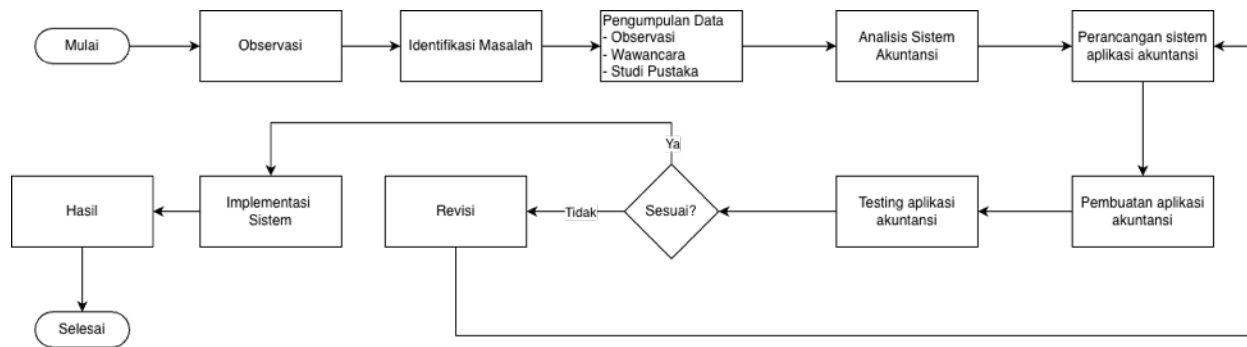 Mulai
Observasi
Identifikasi Masalah
Pengumpulan Data
- Observasi
- Wawancara
- Studi Pustaka
Analisis Sistem
Akuntansi
Perancangan sistem
aplikasi akuntansi
Pembuatan aplikasi
akuntansi
Testing aplikasi
akuntansi
Sesuai?
Ya
Tidak
Revisi
Implementasi
Sistem
Hasil
Selesai